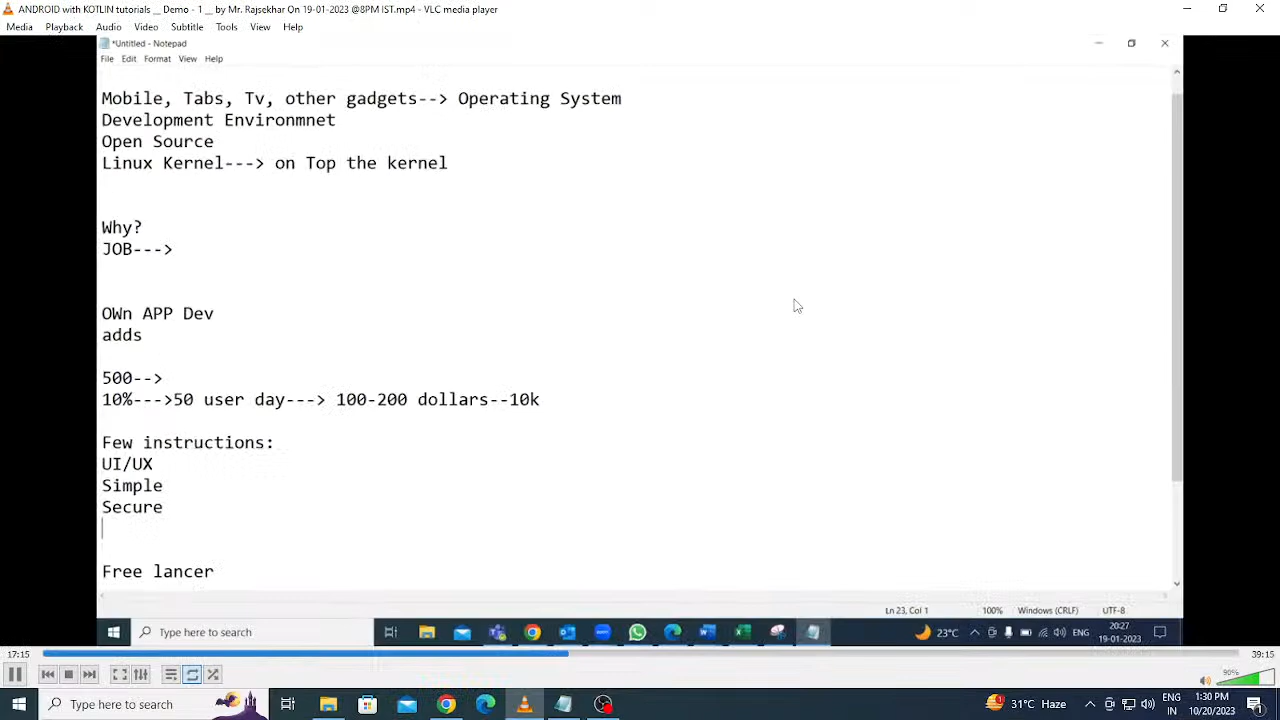 ANDROID with KOTLIN tutorials __ Demo - 1 __ by Mr. Rajsekhar On 19-01-2023 @8PM IST.mp4 - VLC media player
Media Playback Audio Video Subtitle Tools View Help
*Untitled - Notepad
File Edit Format View Help
Mobile, Tabs, Tv, other gadgets--> Operating System
Development Environmnet
Open Source
Linux Kernel---> on Top the kernel
Why?
JOB--->
OWn APP Dev
adds
500-->
10%--->50 user day---> 100-200 dollars--10k
Few instructions:
UI/UX
Simple
Secure
Free lancer
Ln 23, Col 1 100% Windows (CRLF) UTF-8
Type here to search 23°C ENG 20:27
19-01-2023
17:15 39:15
90%
Type here to search 31°C Haze ENG 1:30 PM
IN 10/20/2023